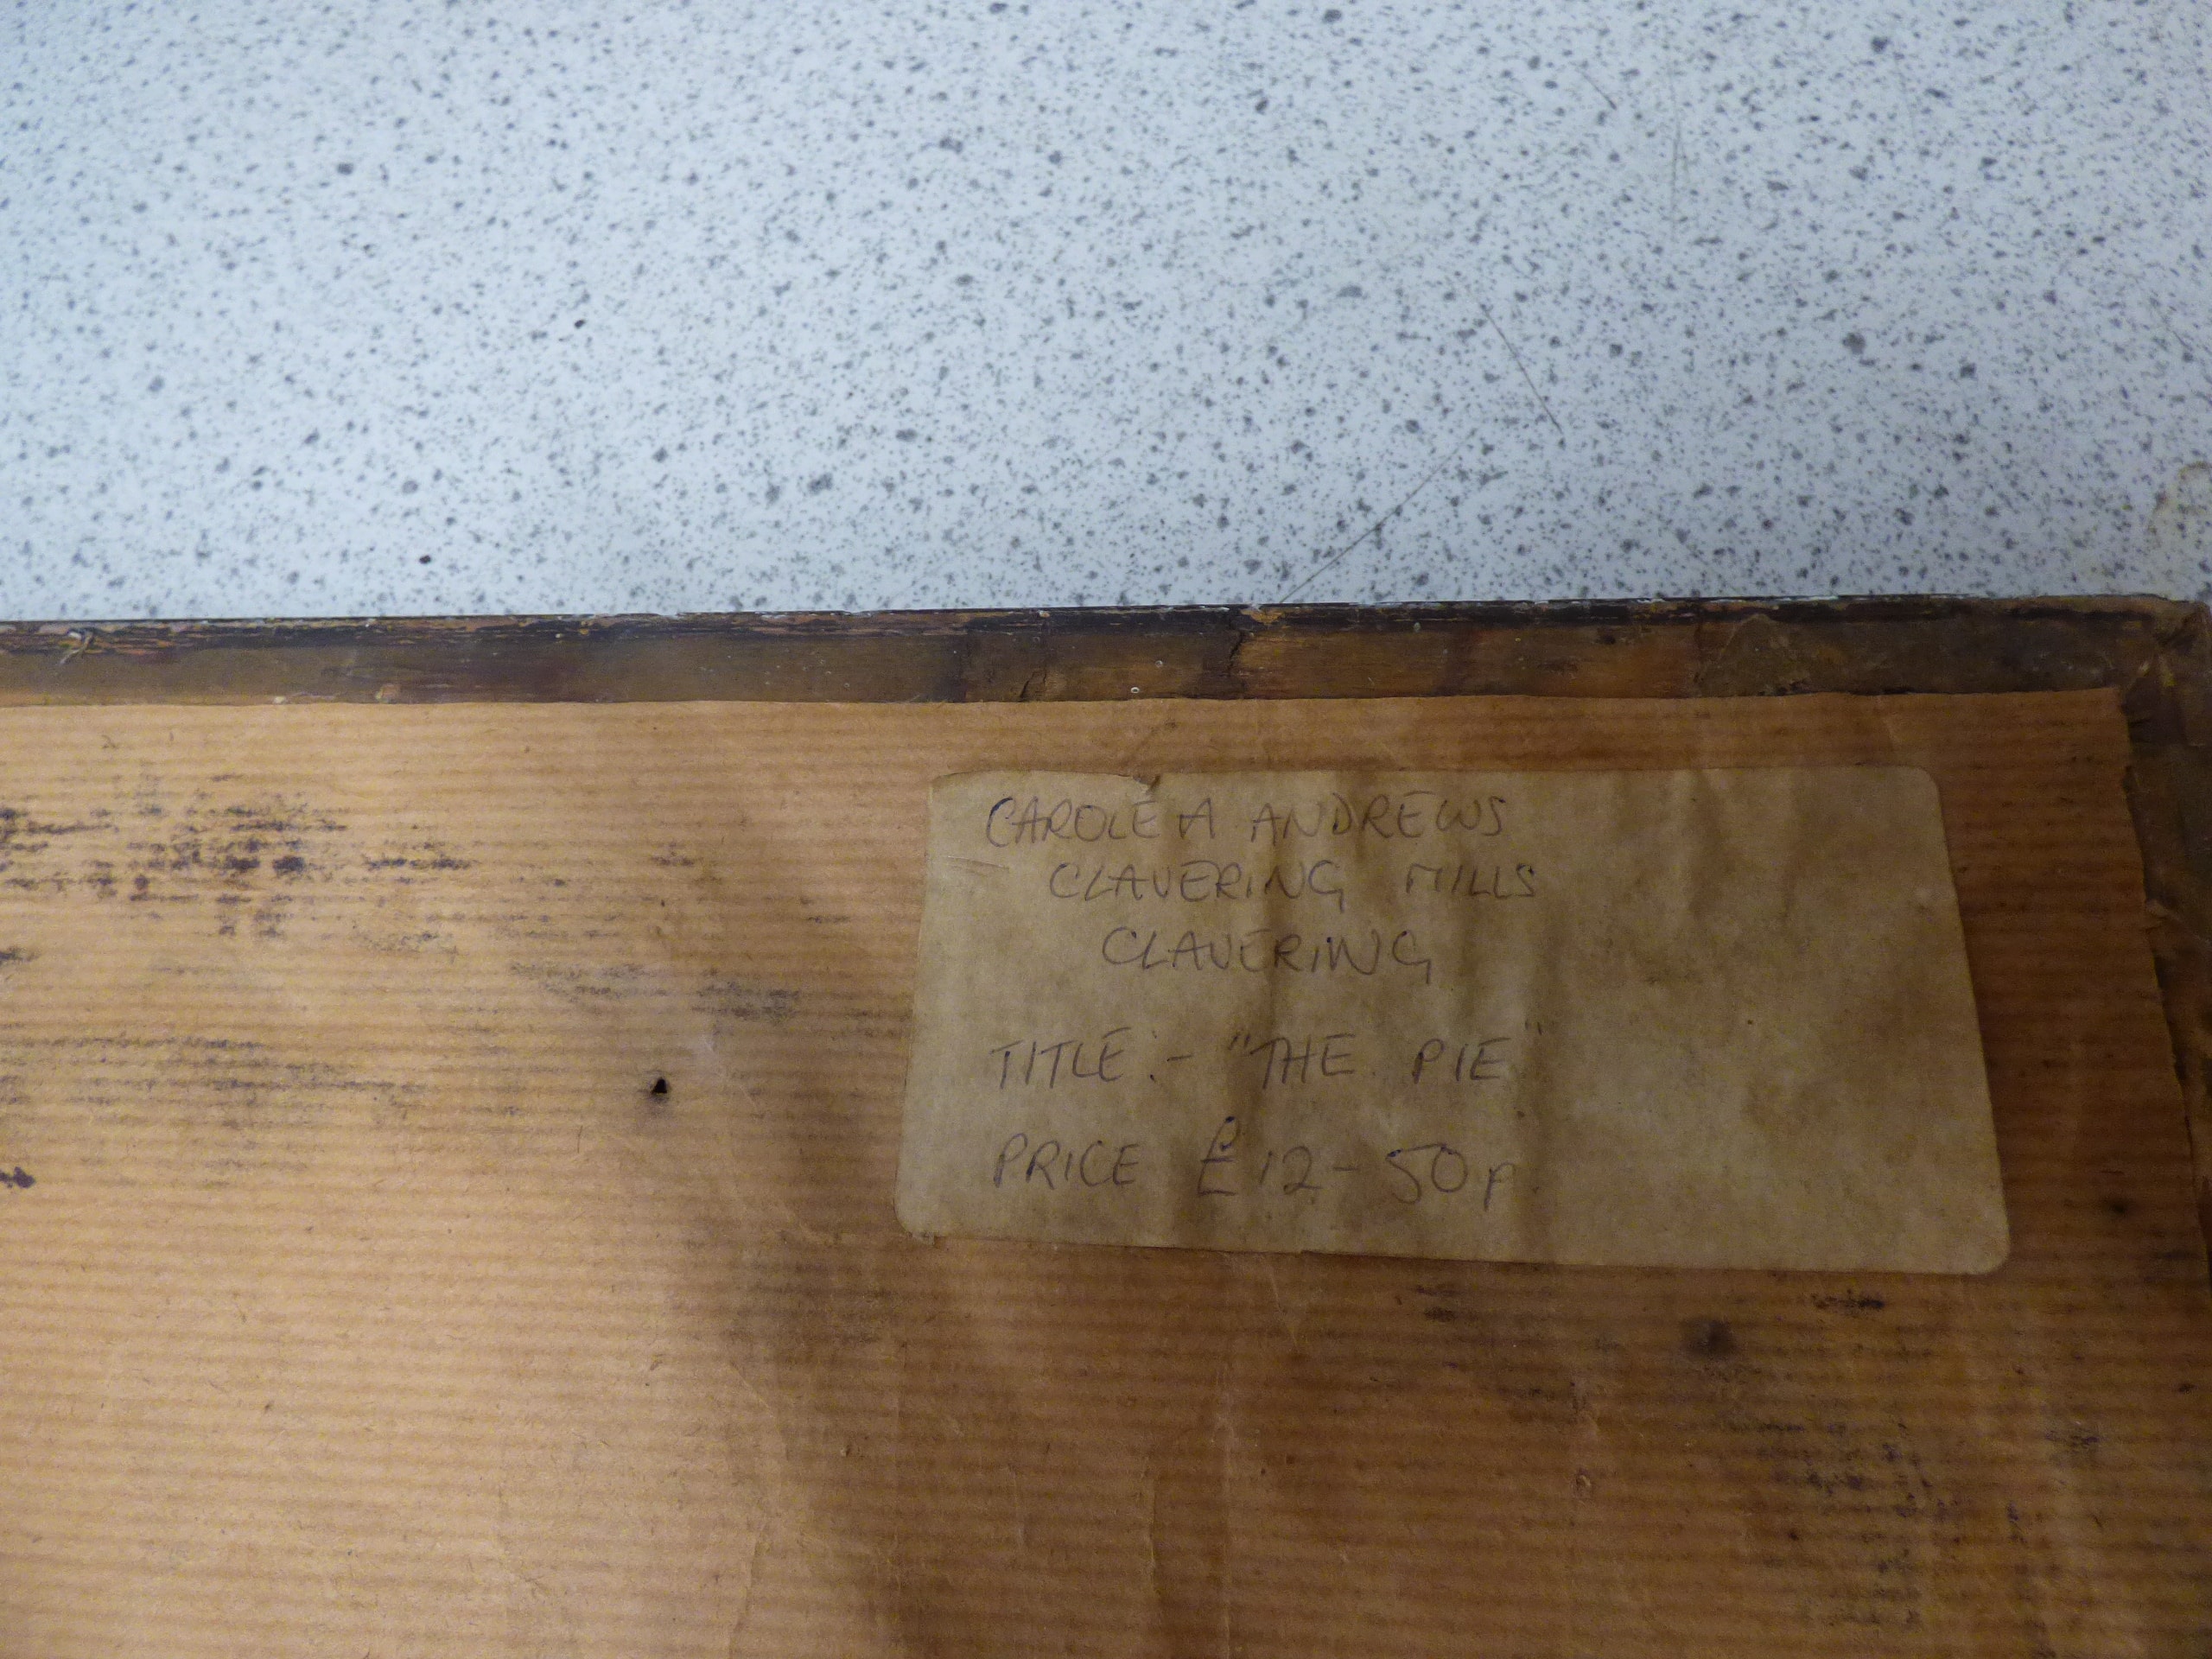 CAROLE A ANDREWS
CLAVERING MILLS
CLAVERING
TITLE:- "THE PIE"
PRICE £12-50p.